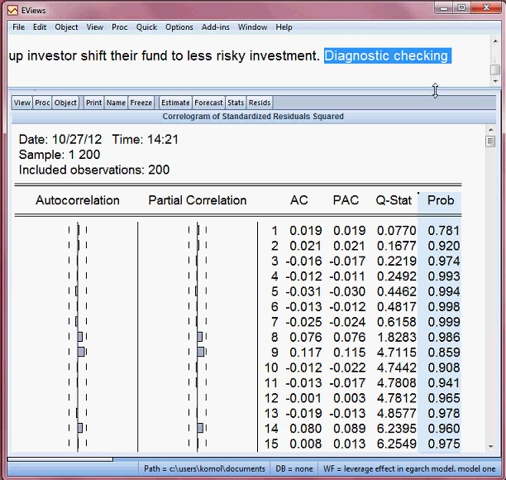 EViews
File Edit Object View Proc Quick Options Add-ins Window Help
up investor shift their fund to less risky investment. Diagnostic checking
View Proc Object Print Name Freeze Estimate Forecast Stats Resids
Correlogram of Standardized Residuals Squared
Date: 10/27/12 Time: 14:21
Sample: 1 200
Included observations: 200
Autocorrelation Partial Correlation AC PAC Q-Stat Prob
1 0.019 0.019 0.0770 0.781
2 0.021 0.021 0.1677 0.920
3 -0.016 -0.017 0.2219 0.974
4 -0.012 -0.011 0.2492 0.993
5 -0.031 -0.030 0.4462 0.994
6 -0.013 -0.012 0.4817 0.998
7 -0.025 -0.024 0.6158 0.999
8 0.076 0.076 1.8283 0.986
9 0.117 0.115 4.7115 0.859
10 -0.012 -0.022 4.7442 0.908
11 -0.013 -0.017 4.7808 0.941
12 -0.001 0.003 4.7812 0.965
13 -0.019 -0.013 4.8577 0.978
14 0.080 0.089 6.2395 0.960
15 0.008 0.013 6.2549 0.975
Path = c:\users\komol\documents DB = none WF = leverage effect in egarch model. model one